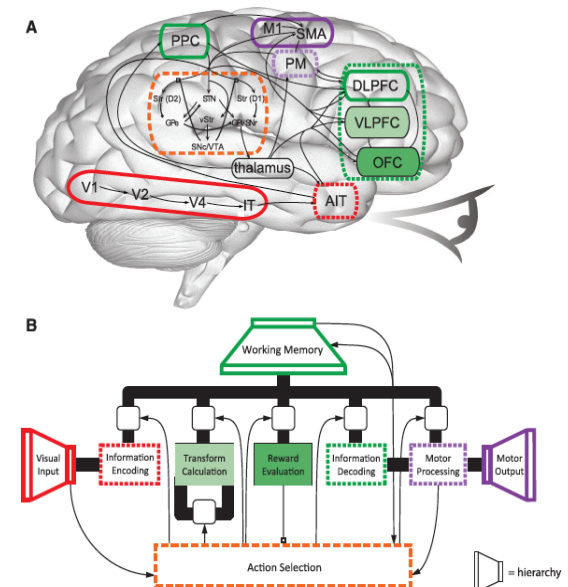 A
PPC
M1
SMA
PM
DLPFC
VLPFC
OFC
Str (D2)
STN
Str (D1)
GPe
vStr
GPi/SNr
SNc/VTA
thalamus
V1
V2
V4
IT
AIT
B
Working Memory
Visual
Input
Information
Encoding
Transform
Calculation
Reward
Evaluation
Information
Decoding
Motor
Processing
Motor
Output
Action Selection
= hierarchy